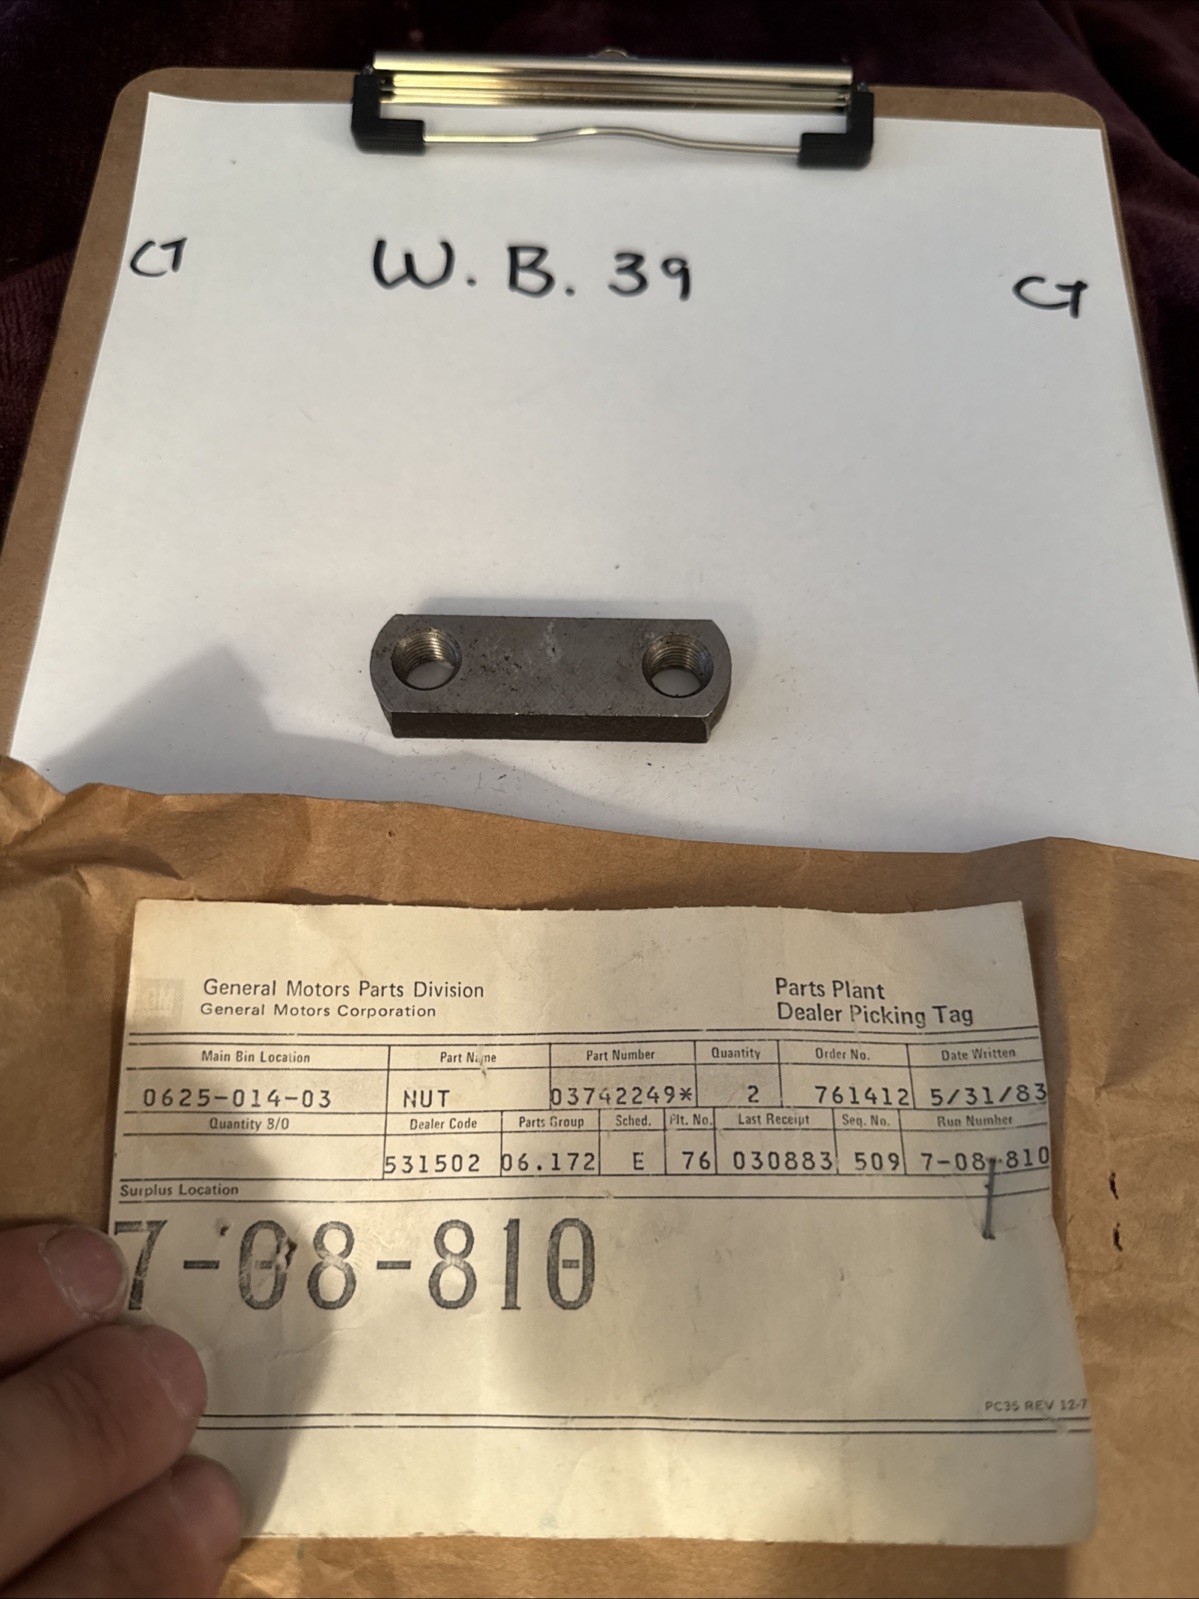 CT W. B. 39 CT
General Motors Parts Division
General Motors Corporation
Parts Plant
Dealer Picking Tag
Main Bin Location Part Name Part Number Quantity Order No. Date Written
0625-014-03 NUT 03742249* 2 761412 5/31/83
Quantity B/O Dealer Code Parts Group Sched. Plt. No. Last Receipt Seq. No. Run Number
531502 06.172 E 76 030883 509 7-08-810
Surplus Location
7-08-810
PC35 REV 12-7